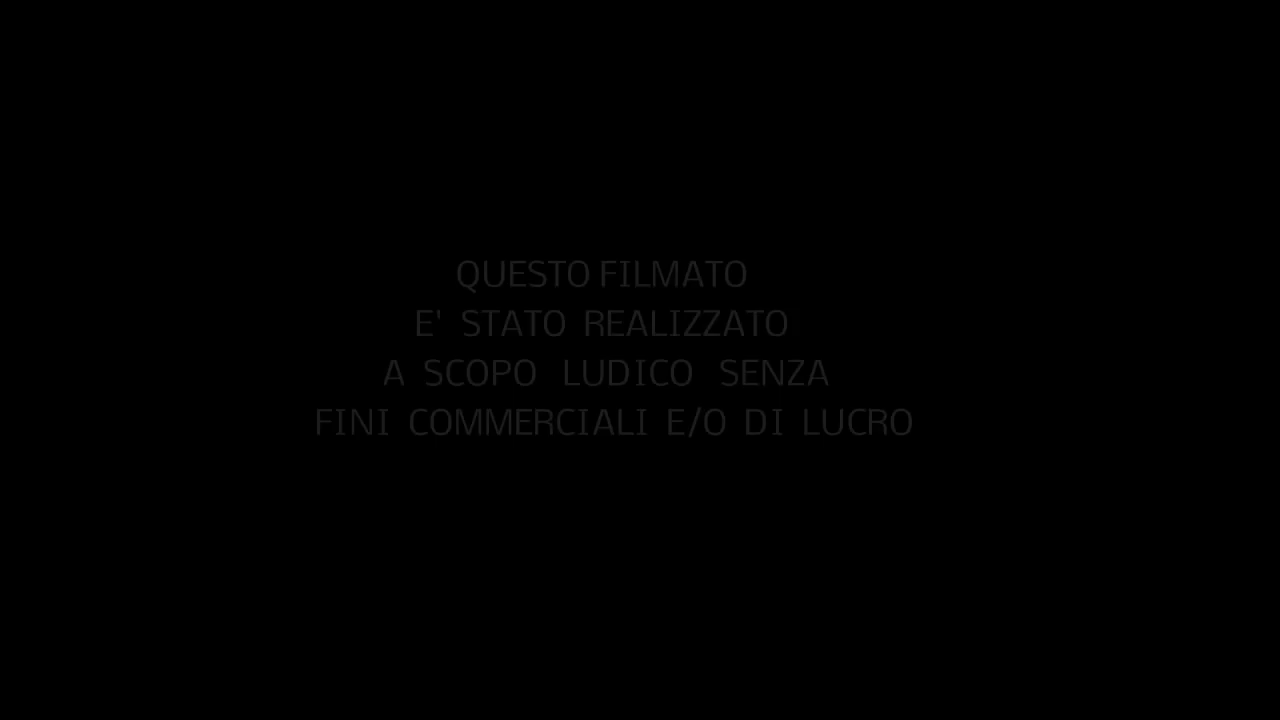 QUESTO FILMATO
E' STATO REALIZZATO
A SCOPO LUDICO SENZA
FINI COMMERCIALI E/O DI LUCRO